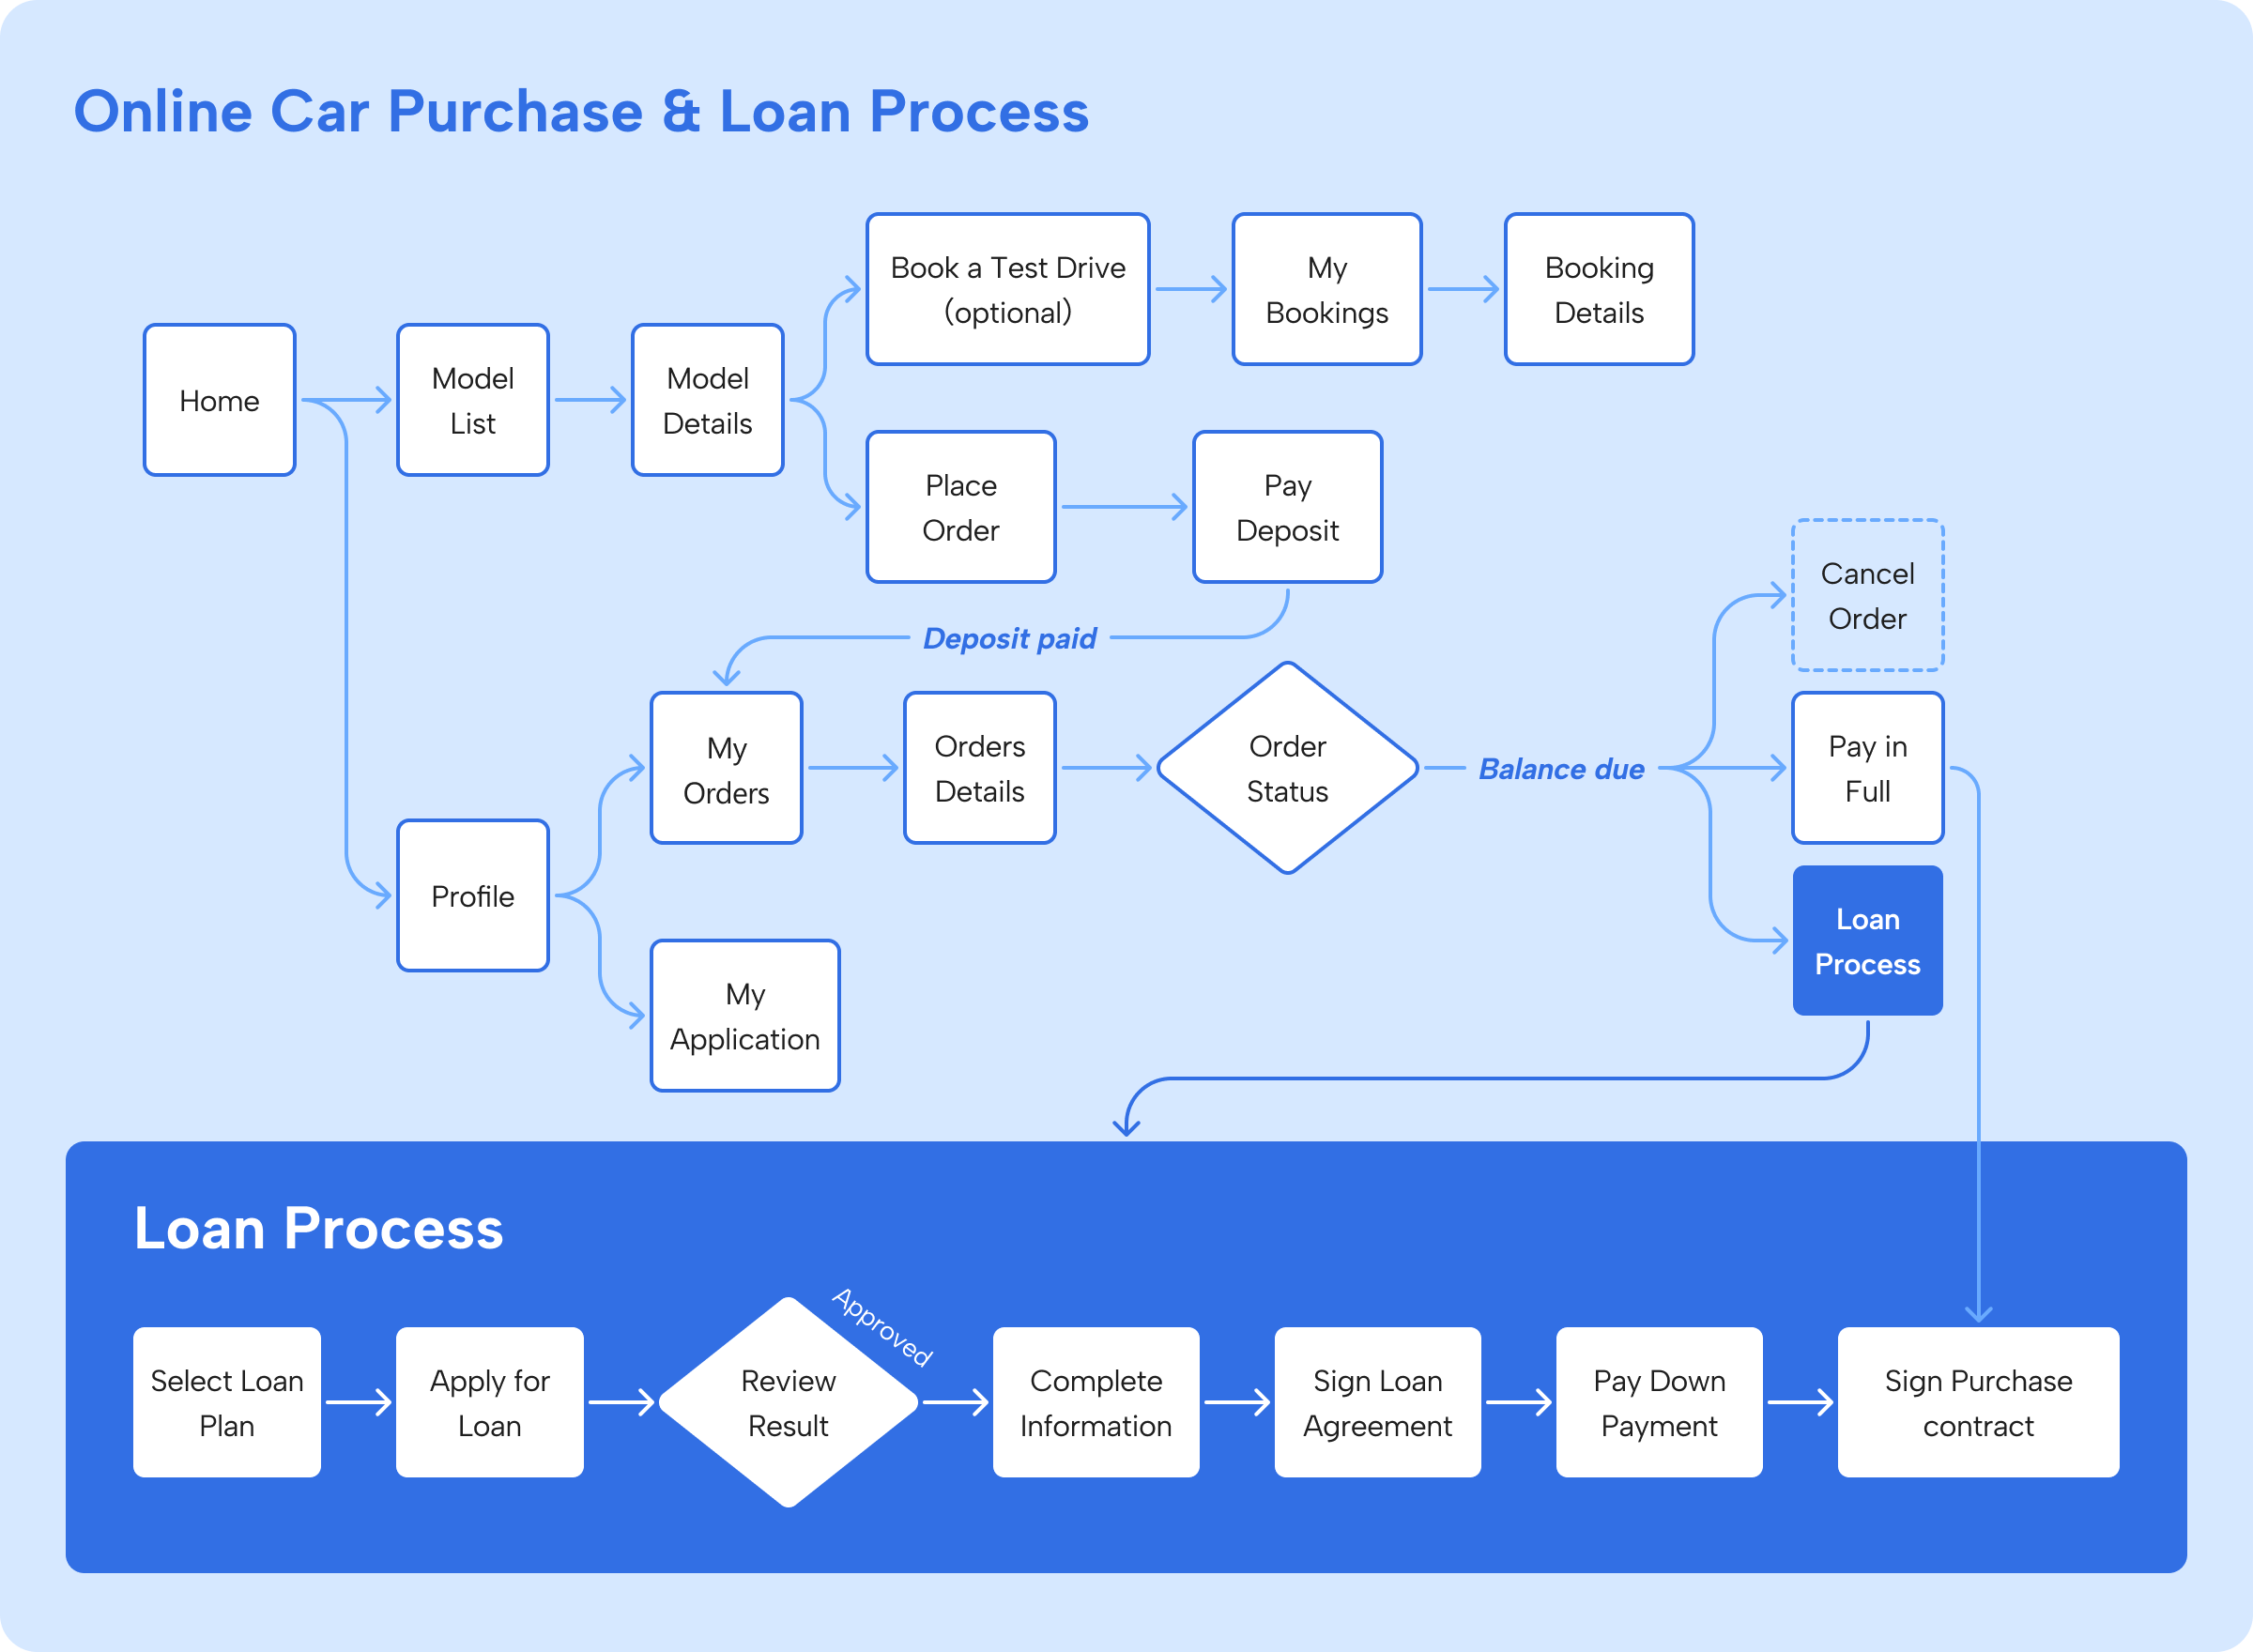 Online Car Purchase & Loan Process
Book a Test Drive
(optional)
My
Bookings
Booking
Details
Home
Model
List
Model
Details
Place
Order
Pay
Deposit
Deposit paid
Cancel
Order
My
Orders
Orders
Details
Order
Status
Balance due
Pay in
Full
Profile
Loan
Process
My
Application
Loan Process
Select Loan
Plan
Apply for
Loan
Review
Result
Approved
Complete
Information
Sign Loan
Agreement
Pay Down
Payment
Sign Purchase
contract